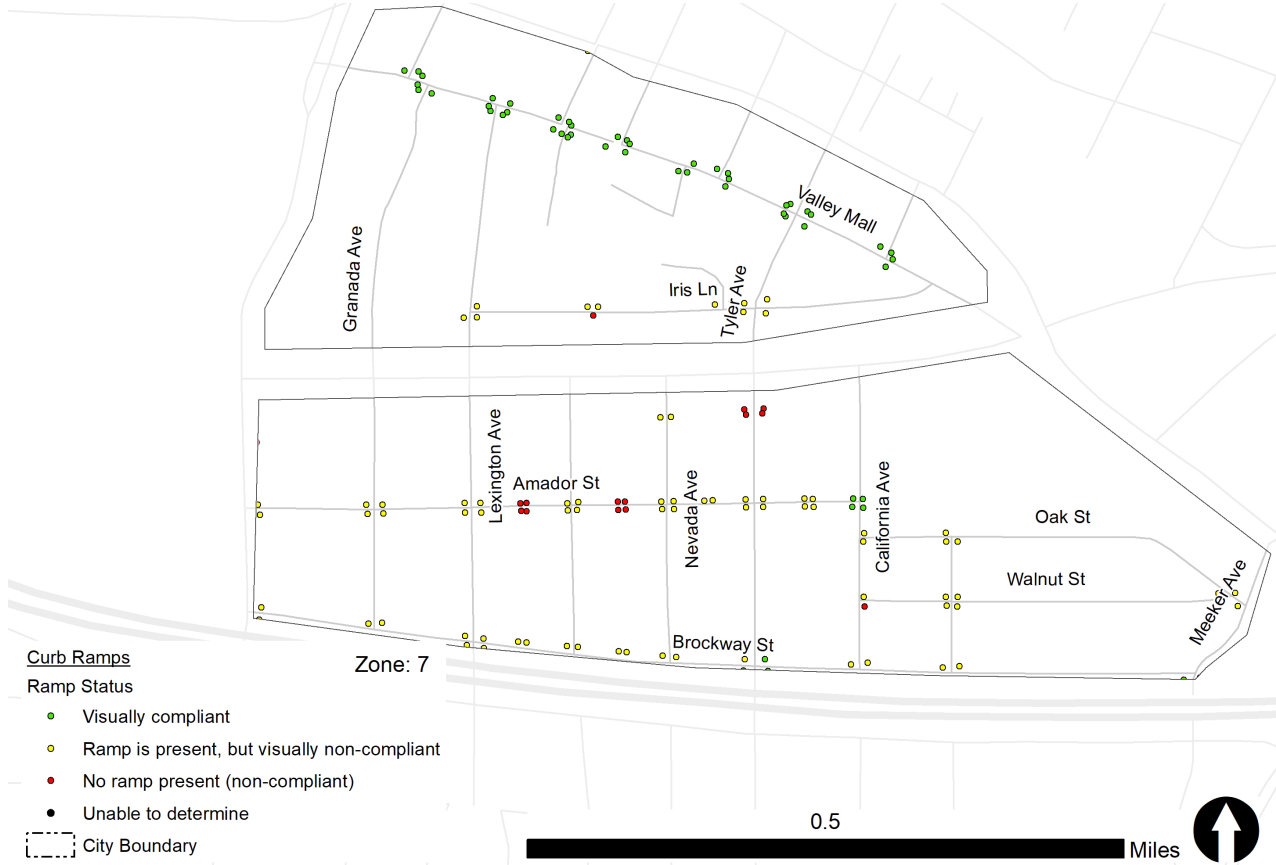 Valley Mall
Granada Ave
Iris Ln
Tyler Ave
Lexington Ave
Amador St
Nevada Ave
California Ave
Oak St
Walnut St
Meeker Ave
Brockway St
Curb Ramps
Zone: 7
Ramp Status
Visually compliant
Ramp is present, but visually non-compliant
No ramp present (non-compliant)
Unable to determine
City Boundary
0.5
Miles